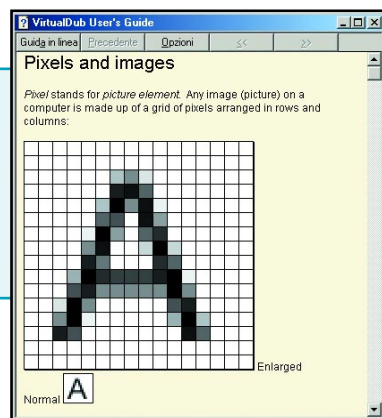 VirtualDub User's Guide
Guida in linea Precedente Opzioni << >>
Pixels and images
Pixel stands for picture element. Any image (picture) on a
computer is made up of a grid of pixels arranged in rows and
columns:
A
Enlarged
Normal A